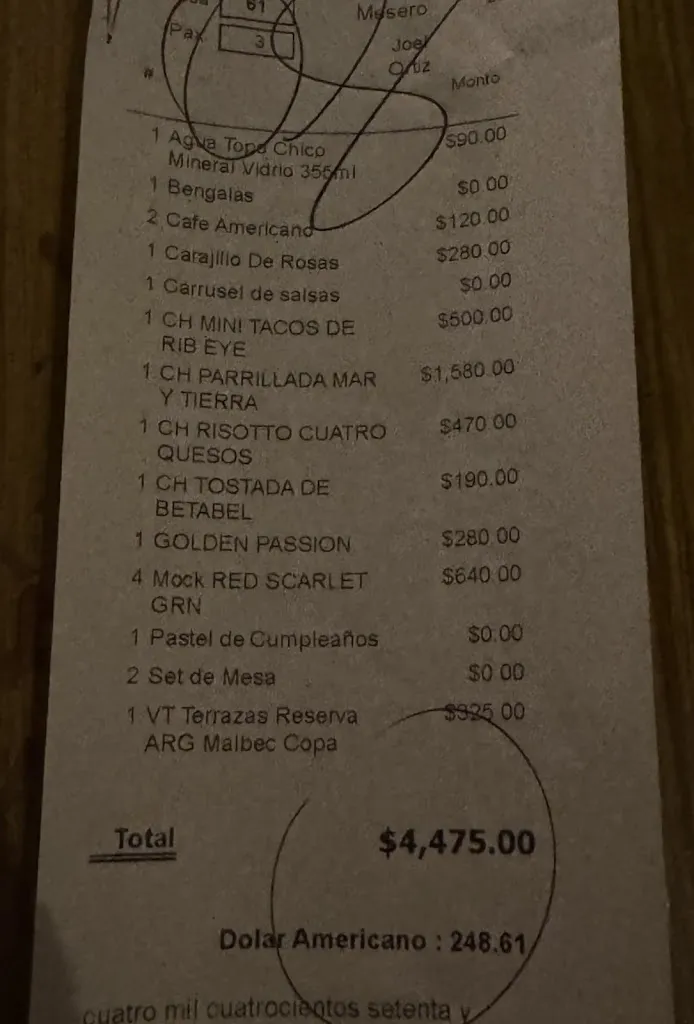 61
Mesero
Pax
3
Joel
Ortiz
#
Monto
1 Agua Topo Chico $90.00
Mineral Vidrio 355ml
1 Bengalas $0.00
2 Cafe Americano $120.00
1 Carajillo De Rosas $280.00
1 Carrusel de salsas $0.00
1 CH MINI TACOS DE $500.00
RIB EYE
1 CH PARRILLADA MAR $1,580.00
Y TIERRA
1 CH RISOTTO CUATRO $470.00
QUESOS
1 CH TOSTADA DE $190.00
BETABEL
1 GOLDEN PASSION $280.00
4 Mock RED SCARLET $640.00
GRN
1 Pastel de Cumpleaños $0.00
2 Set de Mesa $0.00
1 VT Terrazas Reserva $325.00
ARG Malbec Copa
Total $4,475.00
Dolar Americano : 248.61
cuatro mil cuatrocientos setenta y